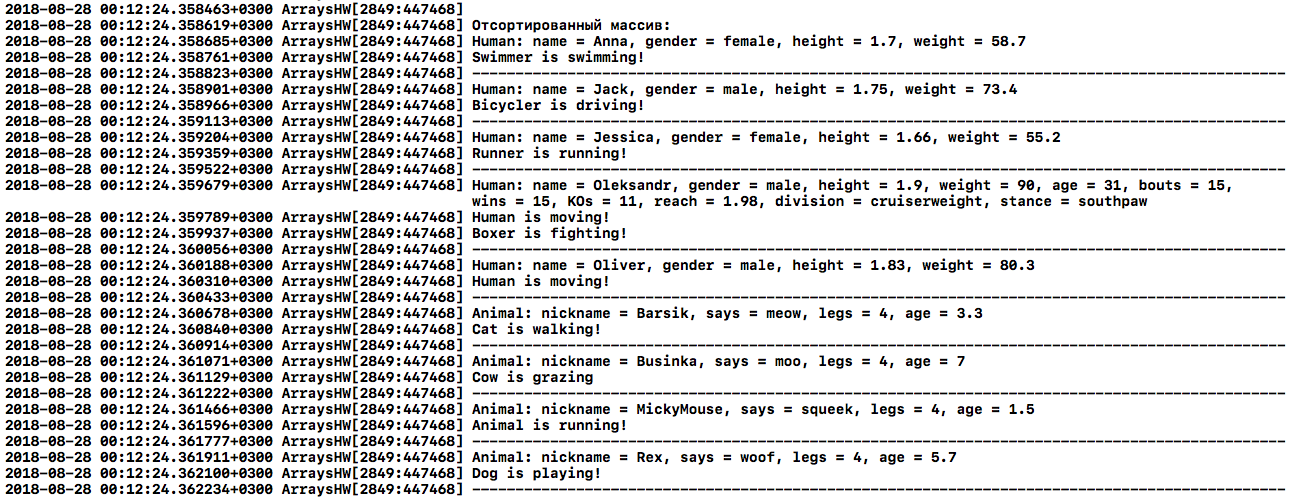 2018-08-28 00:12:24.358463+0300 ArraysHW[2849:447468]
2018-08-28 00:12:24.358619+0300 ArraysHW[2849:447468] Отсортированный массив:
2018-08-28 00:12:24.358685+0300 ArraysHW[2849:447468] Human: name = Anna, gender = female, height = 1.7, weight = 58.7
2018-08-28 00:12:24.358761+0300 ArraysHW[2849:447468] Swimmer is swimming!
2018-08-28 00:12:24.358823+0300 ArraysHW[2849:447468] ------------------------------------------------------------------------------------------
2018-08-28 00:12:24.358901+0300 ArraysHW[2849:447468] Human: name = Jack, gender = male, height = 1.75, weight = 73.4
2018-08-28 00:12:24.358966+0300 ArraysHW[2849:447468] Bicycler is driving!
2018-08-28 00:12:24.359113+0300 ArraysHW[2849:447468] ------------------------------------------------------------------------------------------
2018-08-28 00:12:24.359204+0300 ArraysHW[2849:447468] Human: name = Jessica, gender = female, height = 1.66, weight = 55.2
2018-08-28 00:12:24.359359+0300 ArraysHW[2849:447468] Runner is running!
2018-08-28 00:12:24.359522+0300 ArraysHW[2849:447468] ------------------------------------------------------------------------------------------
2018-08-28 00:12:24.359679+0300 ArraysHW[2849:447468] Human: name = Oleksandr, gender = male, height = 1.9, weight = 90, age = 31, bouts = 15,
wins = 15, KOs = 11, reach = 1.98, division = cruiserweight, stance = southpaw
2018-08-28 00:12:24.359789+0300 ArraysHW[2849:447468] Human is moving!
2018-08-28 00:12:24.359937+0300 ArraysHW[2849:447468] Boxer is fighting!
2018-08-28 00:12:24.360056+0300 ArraysHW[2849:447468] ------------------------------------------------------------------------------------------
2018-08-28 00:12:24.360188+0300 ArraysHW[2849:447468] Human: name = Oliver, gender = male, height = 1.83, weight = 80.3
2018-08-28 00:12:24.360310+0300 ArraysHW[2849:447468] Human is moving!
2018-08-28 00:12:24.360433+0300 ArraysHW[2849:447468] ------------------------------------------------------------------------------------------
2018-08-28 00:12:24.360678+0300 ArraysHW[2849:447468] Animal: nickname = Barsik, says = meow, legs = 4, age = 3.3
2018-08-28 00:12:24.360840+0300 ArraysHW[2849:447468] Cat is walking!
2018-08-28 00:12:24.360914+0300 ArraysHW[2849:447468] ------------------------------------------------------------------------------------------
2018-08-28 00:12:24.361071+0300 ArraysHW[2849:447468] Animal: nickname = Businka, says = moo, legs = 4, age = 7
2018-08-28 00:12:24.361129+0300 ArraysHW[2849:447468] Cow is grazing
2018-08-28 00:12:24.361222+0300 ArraysHW[2849:447468] ------------------------------------------------------------------------------------------
2018-08-28 00:12:24.361466+0300 ArraysHW[2849:447468] Animal: nickname = MickyMouse, says = squeek, legs = 4, age = 1.5
2018-08-28 00:12:24.361596+0300 ArraysHW[2849:447468] Animal is running!
2018-08-28 00:12:24.361777+0300 ArraysHW[2849:447468] ------------------------------------------------------------------------------------------
2018-08-28 00:12:24.361911+0300 ArraysHW[2849:447468] Animal: nickname = Rex, says = woof, legs = 4, age = 5.7
2018-08-28 00:12:24.362100+0300 ArraysHW[2849:447468] Dog is playing!
2018-08-28 00:12:24.362234+0300 ArraysHW[2849:447468] ------------------------------------------------------------------------------------------